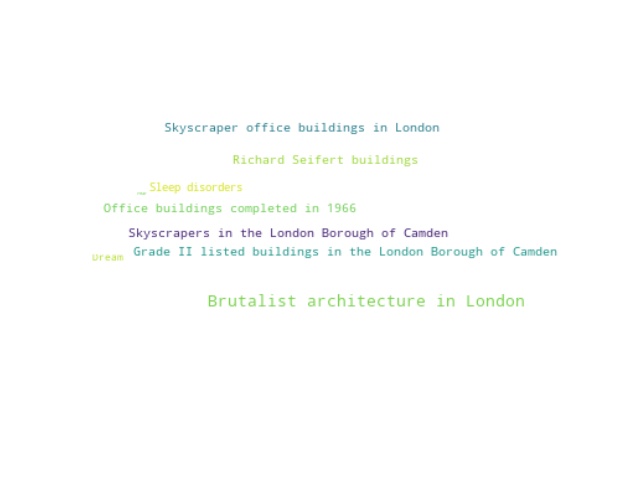 Skyscraper office buildings in London
Richard Seifert buildings
Sleep disorders
Office buildings completed in 1966
Skyscrapers in the London Borough of Camden
Grade II listed buildings in the London Borough of Camden
Dream
Brutalist architecture in London